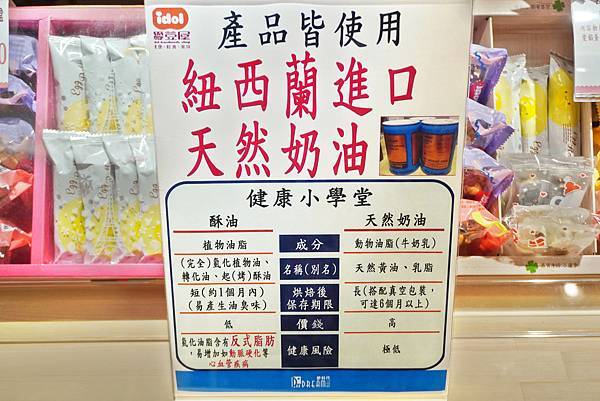 idol
愛荳屋
產品皆使用
紐西蘭進口
天然奶油
健康小學堂
酥油
天然奶油
植物油脂
成分
動物油脂(牛奶乳)
(完全)氫化植物油、
轉化油、起(烤)酥油
名稱(別名)
天然黃油、乳脂
短(約1個月內)
(易產生油臭味)
烘焙後
保存期限
長(搭配真空包裝,
可達6個月以上)
低
價錢
高
氫化油脂含有反式脂肪
,易增加如動脈硬化等
心血管疾病
健康風險
極低
DREAM